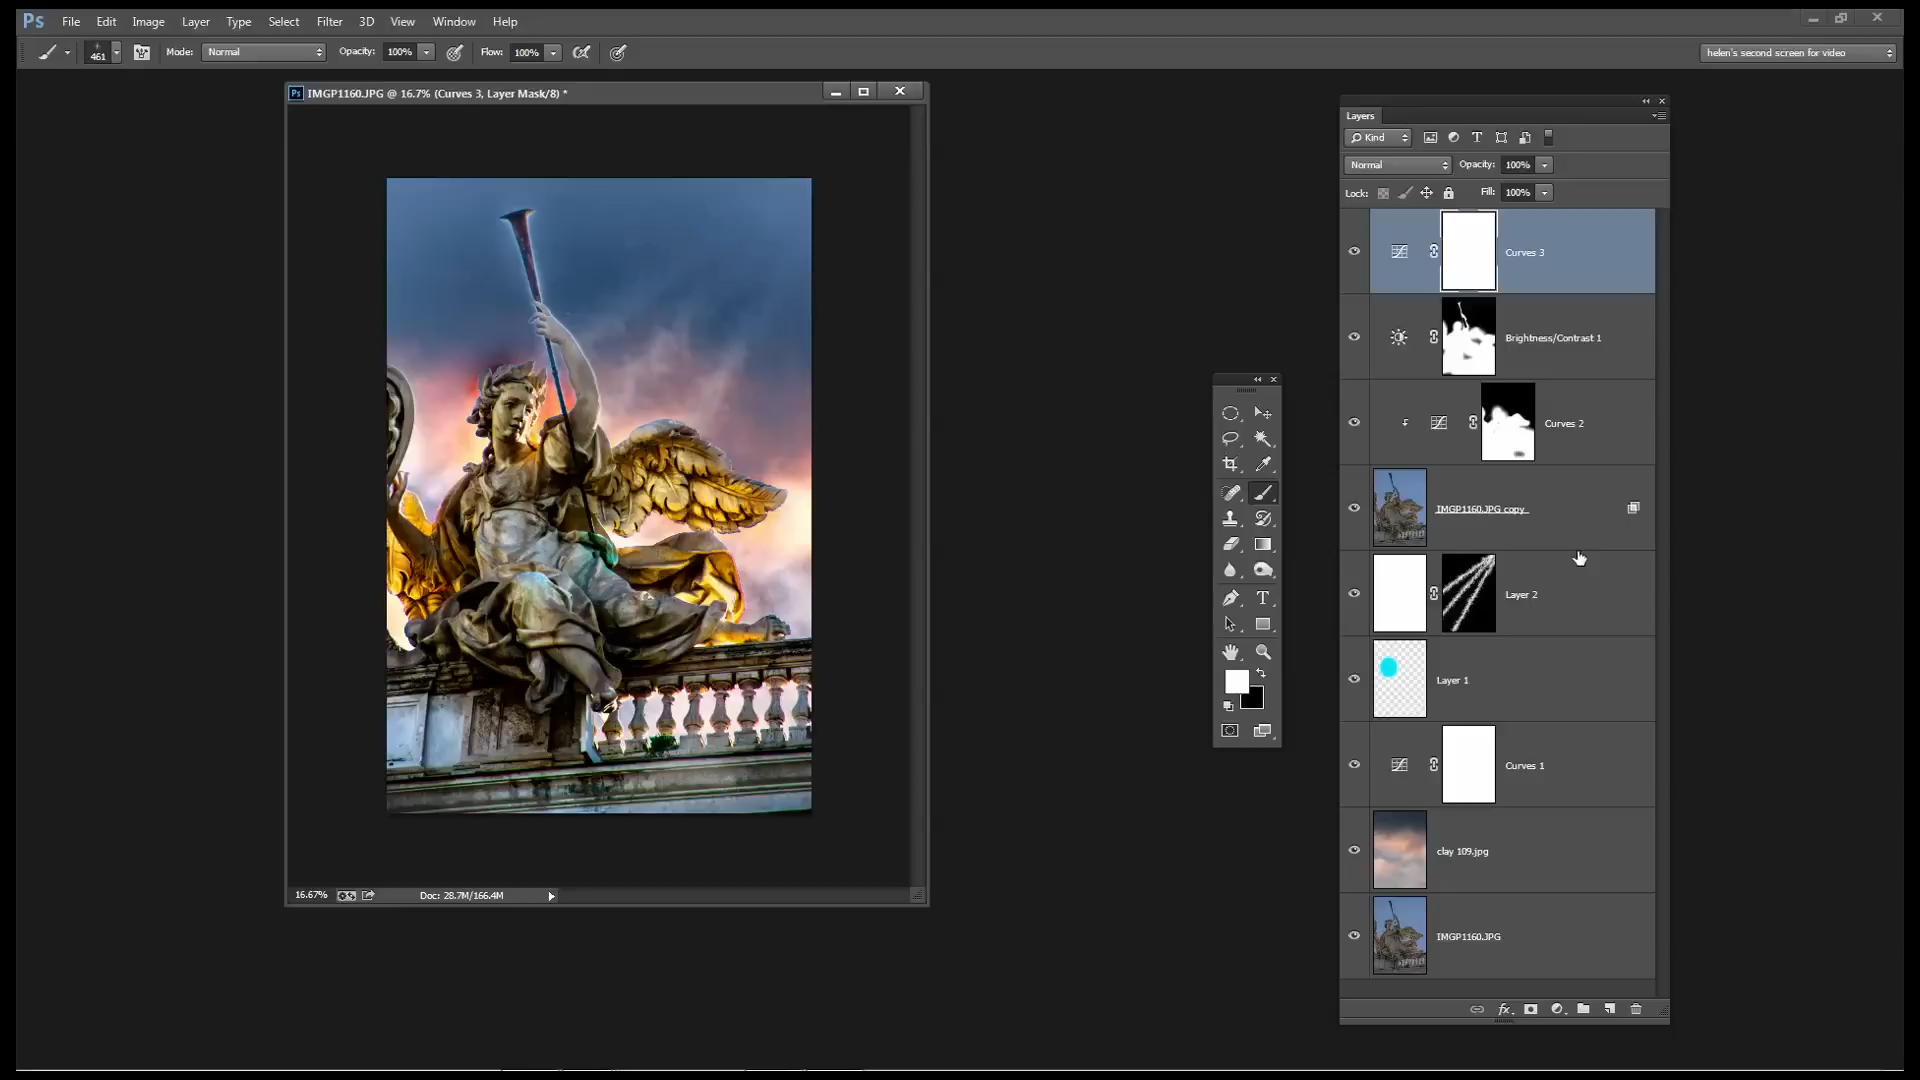 Ps File Edit Image Layer Type Select Filter 3D View Window Help
461 Mode: Normal Opacity: 100% Flow: 100% helen's second screen for video
Ps IMGP1160.JPG @ 16.7% (Curves 3, Layer Mask/8) *
Layers
Kind
Normal Opacity: 100%
Lock: Fill: 100%
Curves 3
Brightness/Contrast 1
Curves 2
IMGP1160.JPG copy
Layer 2
Layer 1
Curves 1
clay 109.jpg
IMGP1160.JPG
16.67% Doc: 28.7M/166.4M
fx